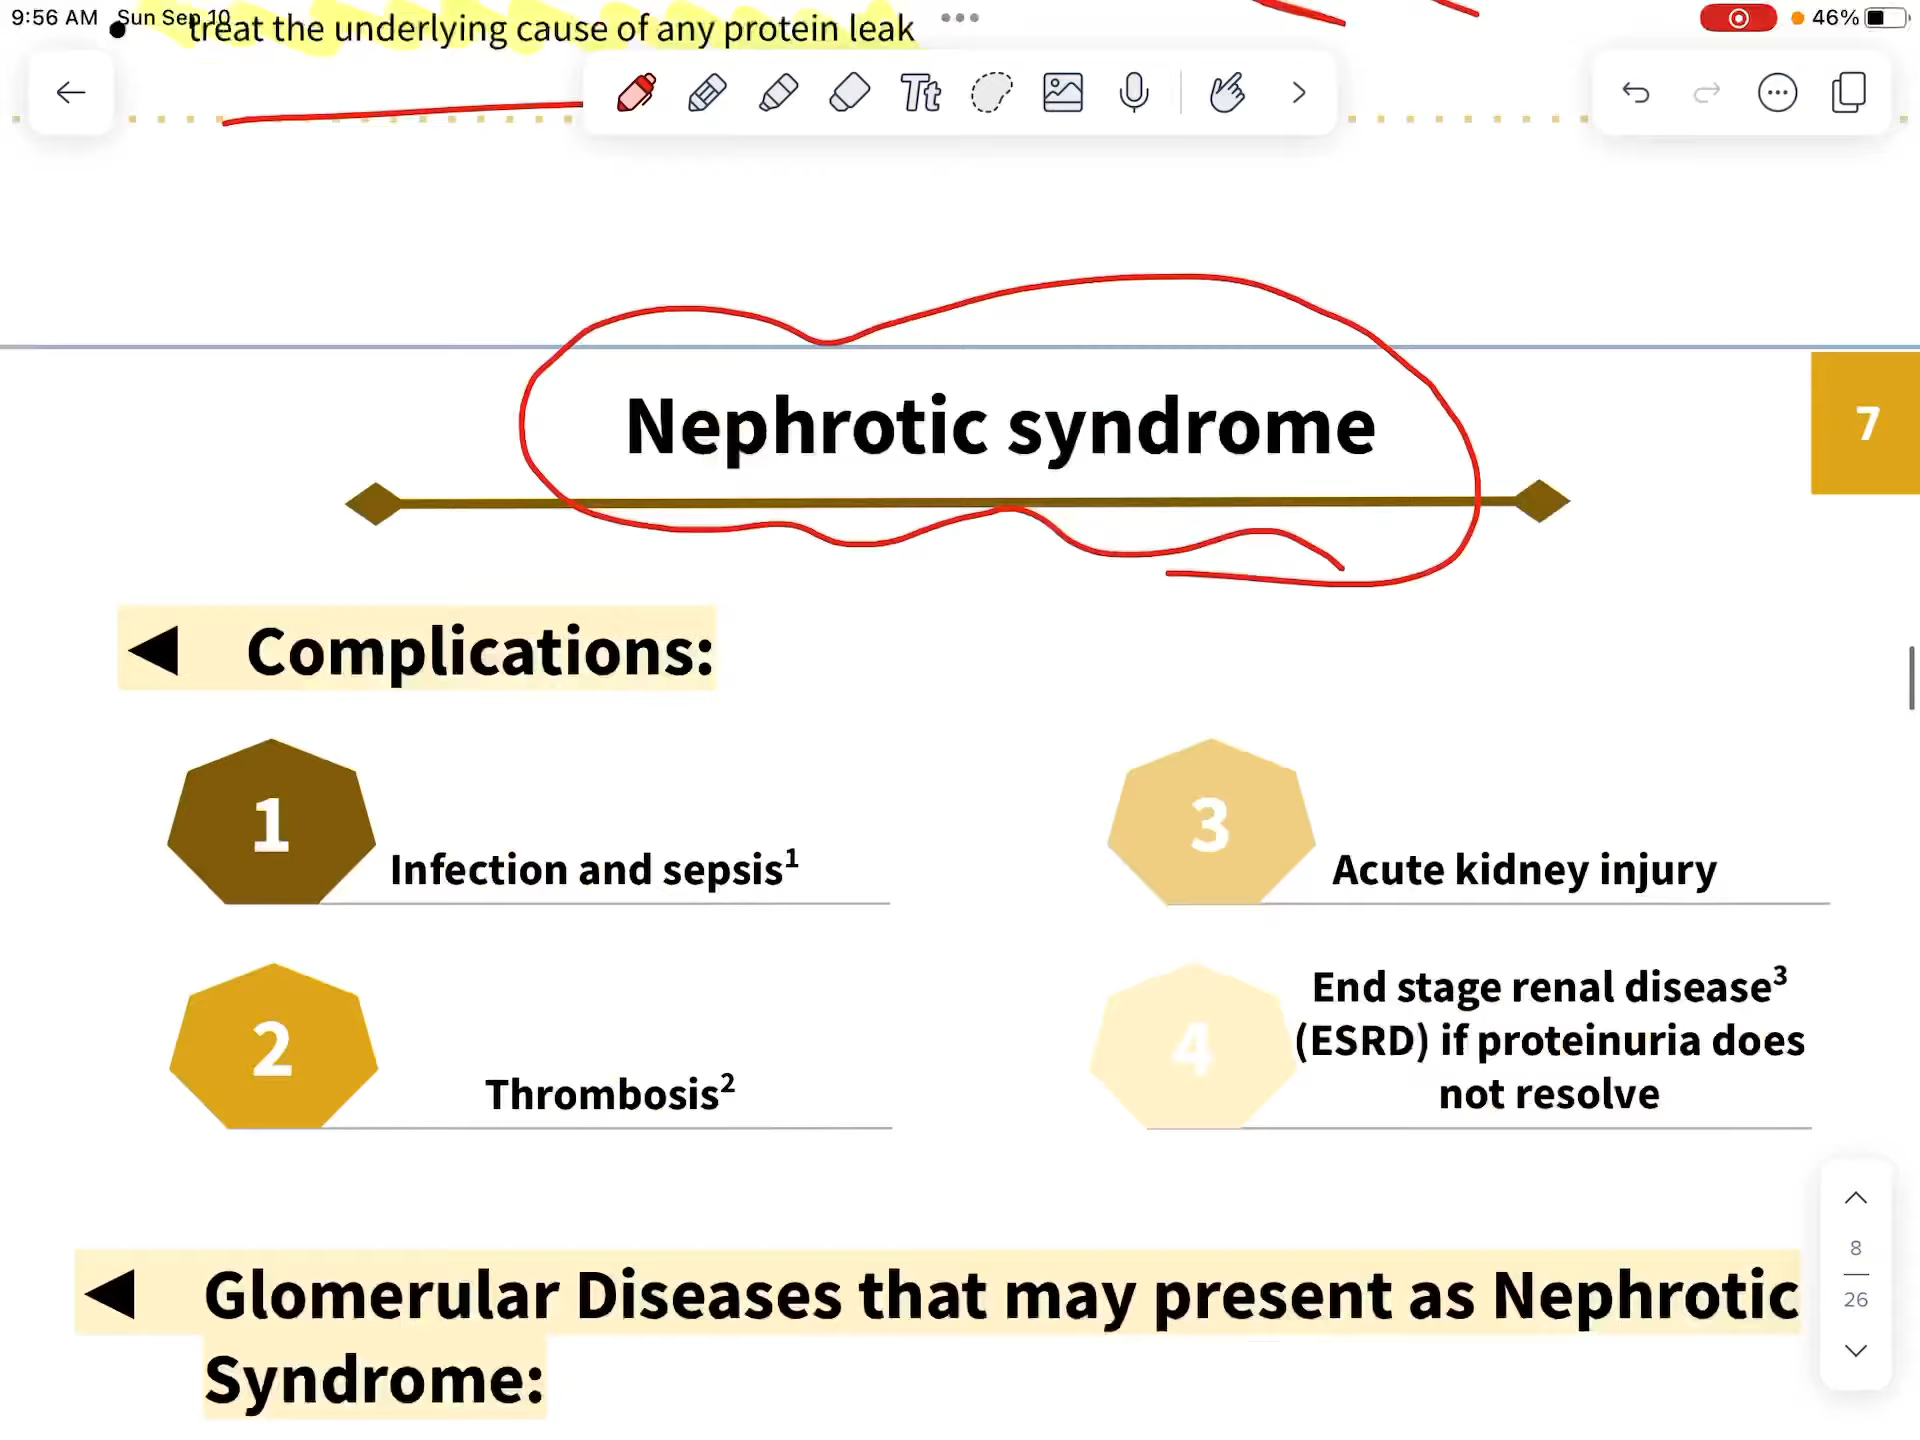 9:56 AM Sun Sep 10
46%
treat the underlying cause of any protein leak
Tt
Nephrotic syndrome
7
Complications:
1
Infection and sepsis¹
3
Acute kidney injury
2
Thrombosis²
4
End stage renal disease³
(ESRD) if proteinuria does
not resolve
8
26
Glomerular Diseases that may present as Nephrotic
Syndrome: